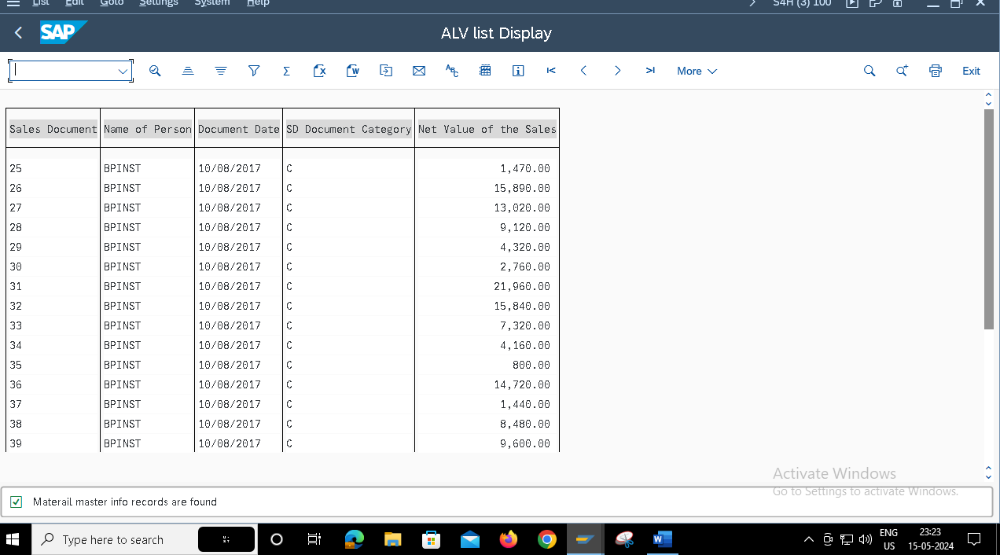 List Edit Goto Settings System Help S4H (3) 100
SAP ALV list Display
More Exit
Sales Document Name of Person Document Date SD Document Category Net Value of the Sales
25 BPINST 10/08/2017 C 1,470.00
26 BPINST 10/08/2017 C 15,890.00
27 BPINST 10/08/2017 C 13,020.00
28 BPINST 10/08/2017 C 9,120.00
29 BPINST 10/08/2017 C 4,320.00
30 BPINST 10/08/2017 C 2,760.00
31 BPINST 10/08/2017 C 21,960.00
32 BPINST 10/08/2017 C 15,840.00
33 BPINST 10/08/2017 C 7,320.00
34 BPINST 10/08/2017 C 4,160.00
35 BPINST 10/08/2017 C 800.00
36 BPINST 10/08/2017 C 14,720.00
37 BPINST 10/08/2017 C 1,440.00
38 BPINST 10/08/2017 C 8,480.00
39 BPINST 10/08/2017 C 9,600.00
Activate Windows
Go to Settings to activate Windows.
Materail master info records are found
Type here to search
ENG 23:23
US 15-05-2024